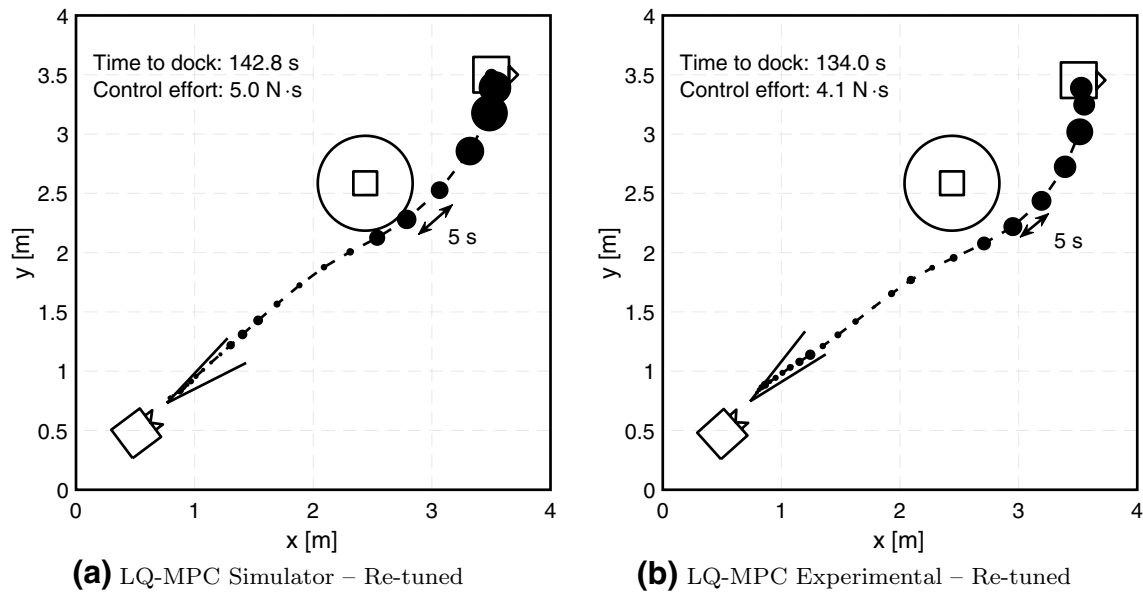 4
3.5
3
2.5
2
1.5
1
0.5
0
Time to dock: 142.8 s
Control effort: 5.0 N·s
5 s
y [m]
0 1 2 3 4
x [m]
(a) LQ-MPC Simulator – Re-tuned
4
3.5
3
2.5
2
1.5
1
0.5
0
Time to dock: 134.0 s
Control effort: 4.1 N·s
5 s
y [m]
0 1 2 3 4
x [m]
(b) LQ-MPC Experimental – Re-tuned